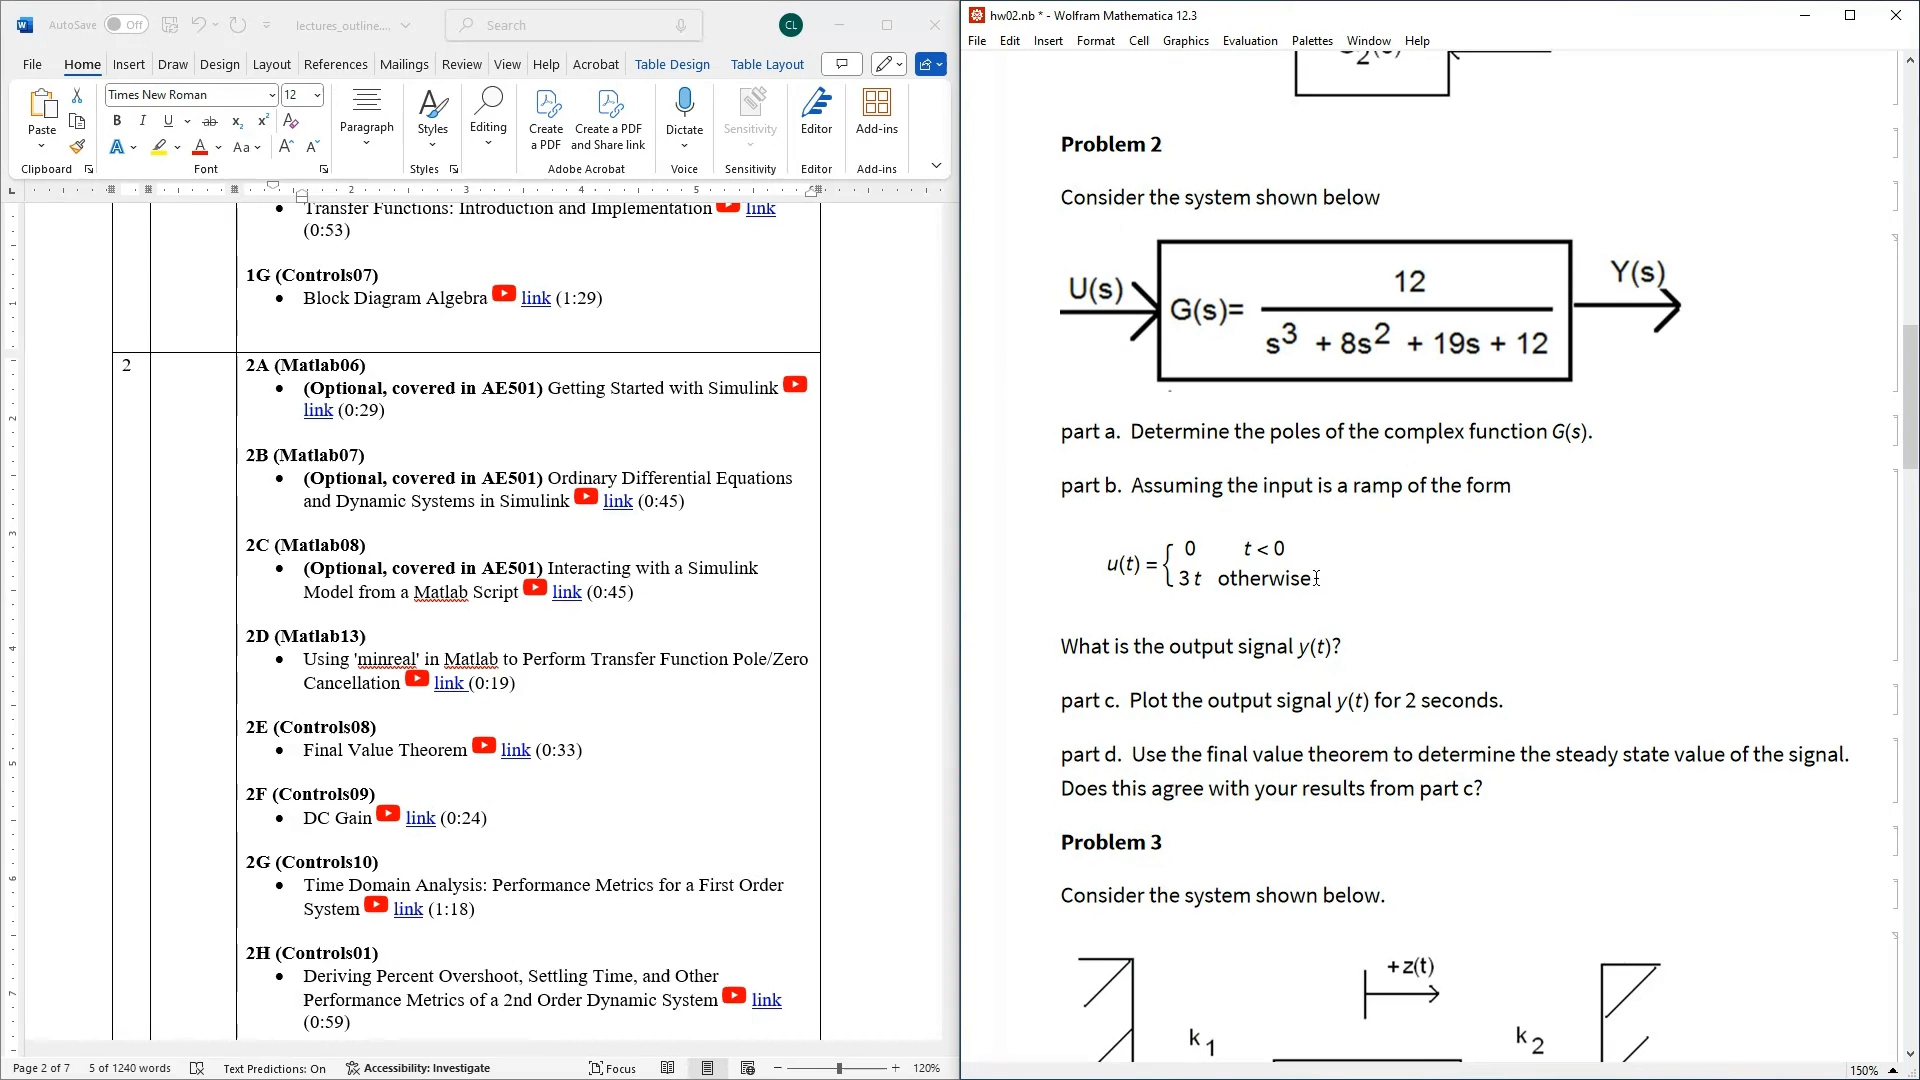 AutoSave Off lectures_outline.... Search CL
File Home Insert Draw Design Layout References Mailings Review View Help Acrobat Table Design Table Layout
Times New Roman 12
Paste
Paragraph Styles Editing Create a PDF Create a PDF and Share link Dictate Sensitivity Editor Add-ins
B I U ab x₂ x²
A A Aa A A
Clipboard Font Styles Adobe Acrobat Voice Sensitivity Editor Add-ins
2 3 4 5
Transfer Functions: Introduction and Implementation link
(0:53)
1G (Controls07)
• Block Diagram Algebra link (1:29)
2
2A (Matlab06)
• (Optional, covered in AE501) Getting Started with Simulink
link (0:29)
2B (Matlab07)
• (Optional, covered in AE501) Ordinary Differential Equations
and Dynamic Systems in Simulink link (0:45)
2C (Matlab08)
• (Optional, covered in AE501) Interacting with a Simulink
Model from a Matlab Script link (0:45)
2D (Matlab13)
• Using 'minreal' in Matlab to Perform Transfer Function Pole/Zero
Cancellation link (0:19)
2E (Controls08)
• Final Value Theorem link (0:33)
2F (Controls09)
• DC Gain link (0:24)
2G (Controls10)
• Time Domain Analysis: Performance Metrics for a First Order
System link (1:18)
2H (Controls01)
• Deriving Percent Overshoot, Settling Time, and Other
Performance Metrics of a 2nd Order Dynamic System link
(0:59)
Page 2 of 7 5 of 1240 words Text Predictions: On Accessibility: Investigate Focus 120%
hw02.nb * - Wolfram Mathematica 12.3
File Edit Insert Format Cell Graphics Evaluation Palettes Window Help
Problem 2
Consider the system shown below
U(s) G(s)= 12 Y(s)
s³ + 8s² + 19s + 12
part a. Determine the poles of the complex function G(s).
part b. Assuming the input is a ramp of the form
u(t) = { 0 t < 0
3 t otherwise
What is the output signal y(t)?
part c. Plot the output signal y(t) for 2 seconds.
part d. Use the final value theorem to determine the steady state value of the signal.
Does this agree with your results from part c?
Problem 3
Consider the system shown below.
+z(t)
k₁ k₂
150%